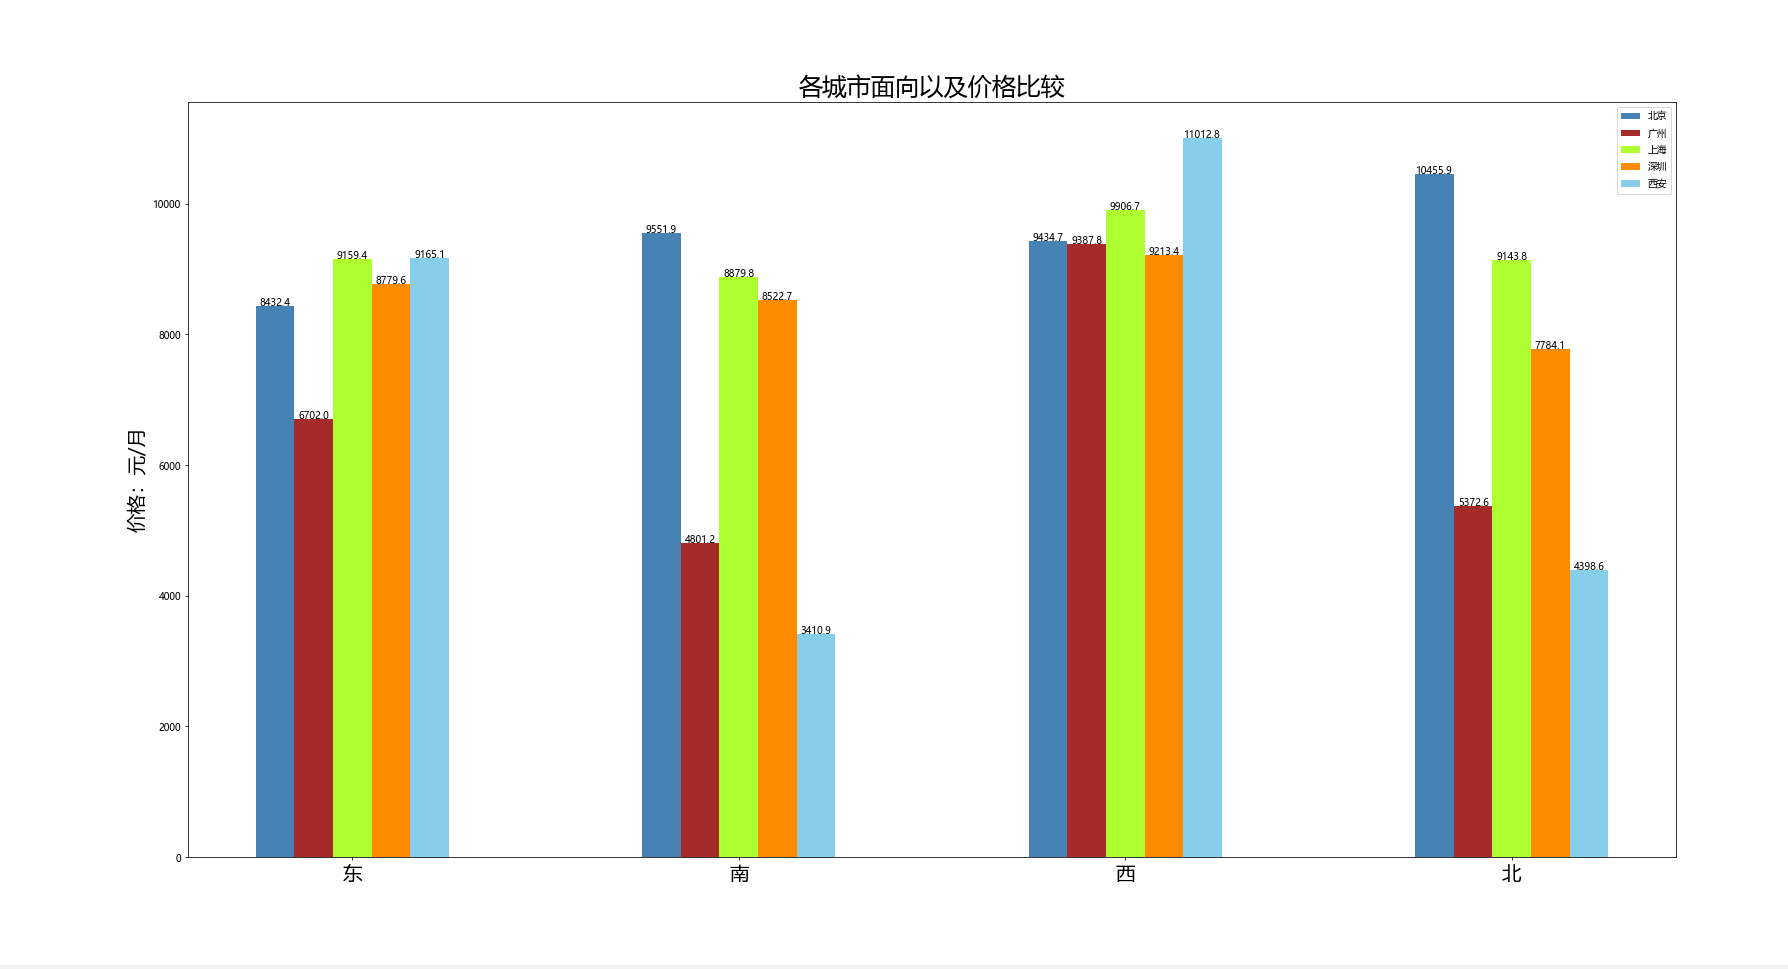 各城市面向以及价格比较
北京
广州
上海
深圳
西安
价格：元/月
10000
8000
6000
4000
2000
0
8432.4
6702.0
9159.4
8779.6
9165.1
9551.9
4801.2
8879.8
8522.7
3410.9
9434.7
9387.8
9906.7
9213.4
11012.8
10455.9
5372.6
9143.8
7784.1
4398.6
东
南
西
北